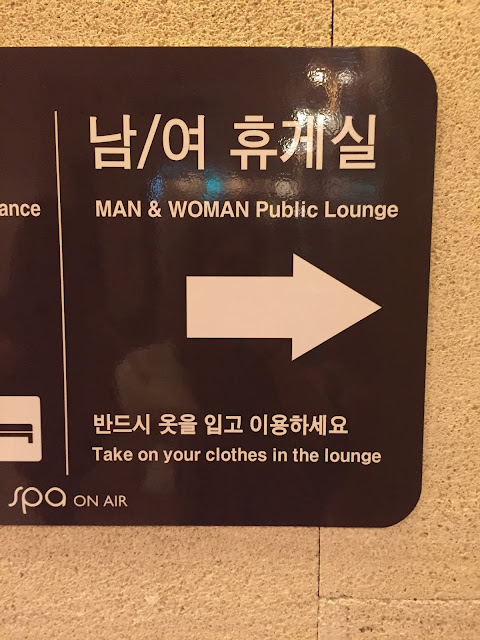 남/여 휴게실
MAN & WOMAN Public Lounge
반드시 옷을 입고 이용하세요
Take on your clothes in the lounge
spa ON AIR